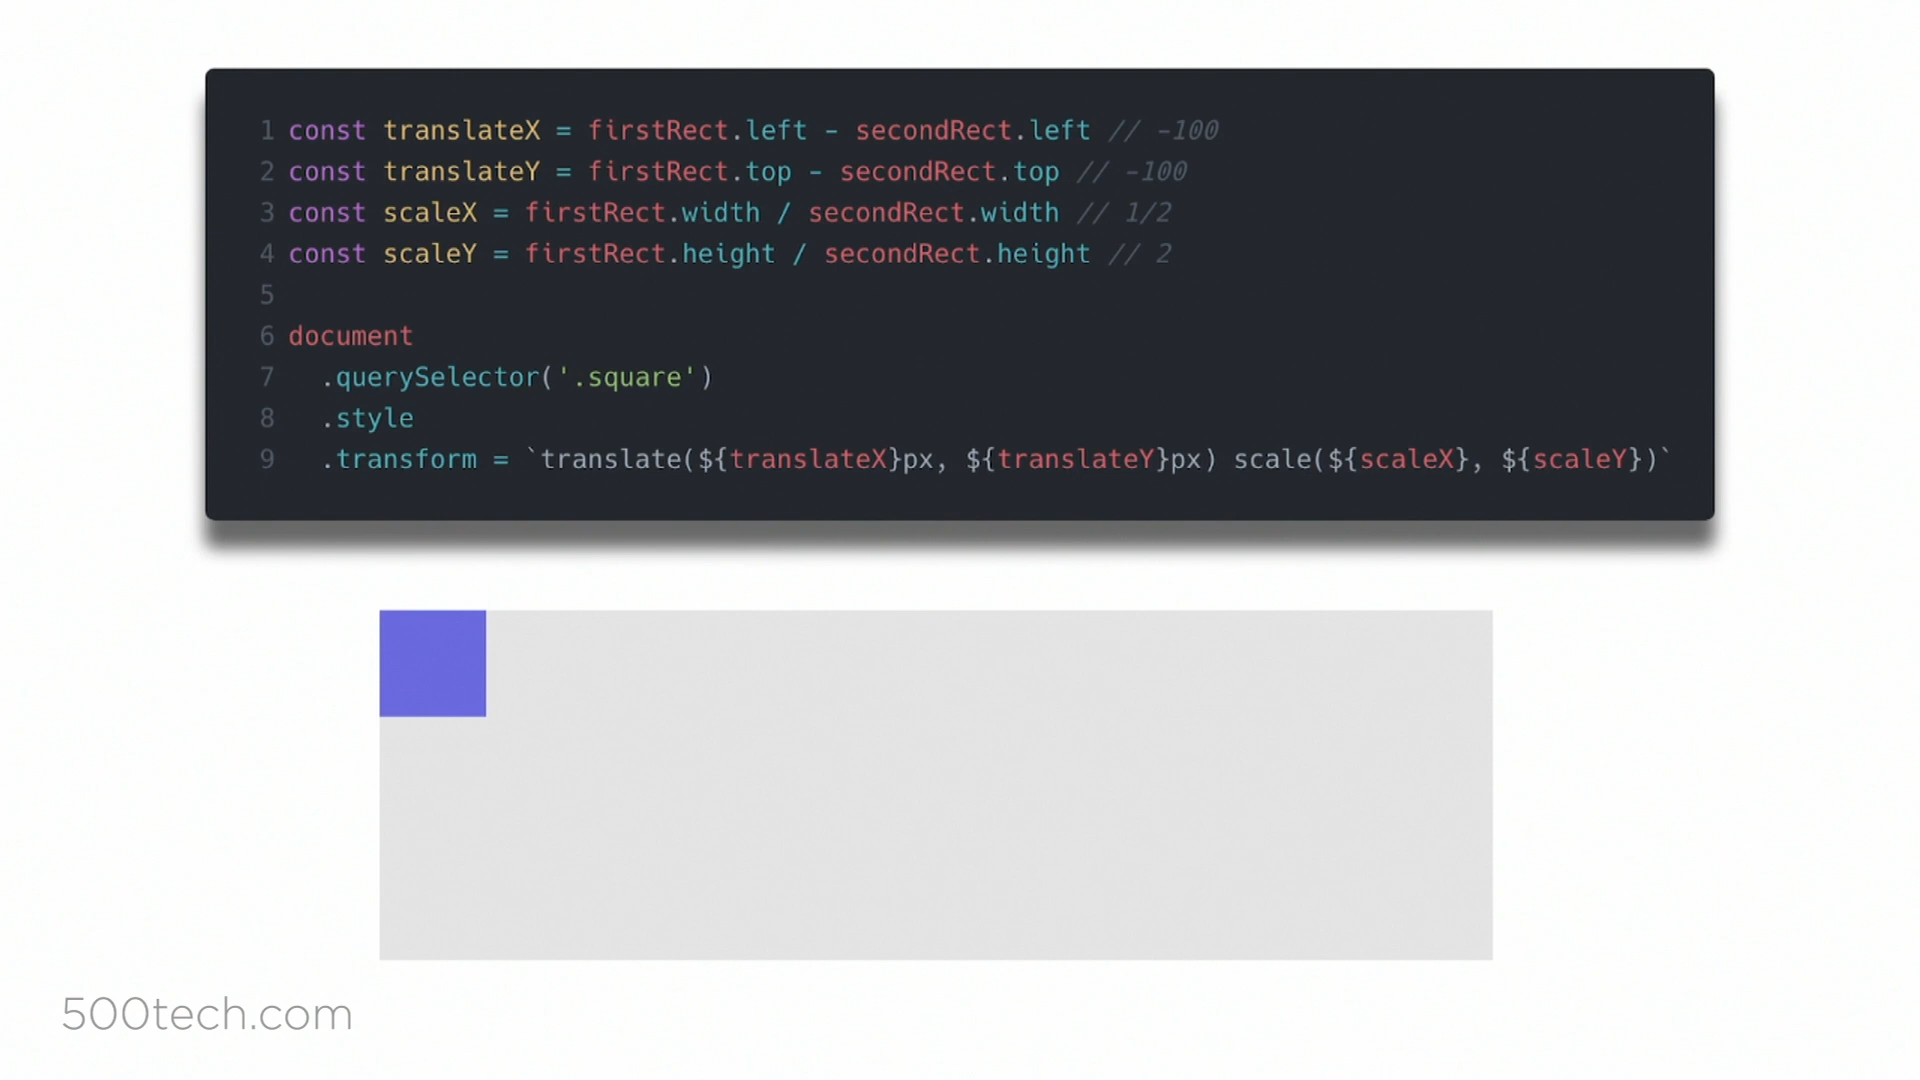 1 const translateX = firstRect.left - secondRect.left // -100
2 const translateY = firstRect.top - secondRect.top // -100
3 const scaleX = firstRect.width / secondRect.width // 1/2
4 const scaleY = firstRect.height / secondRect.height // 2
5
6 document
7   .querySelector('.square')
8   .style
9   .transform = `translate(${translateX}px, ${translateY}px) scale(${scaleX}, ${scaleY})`
500tech.com